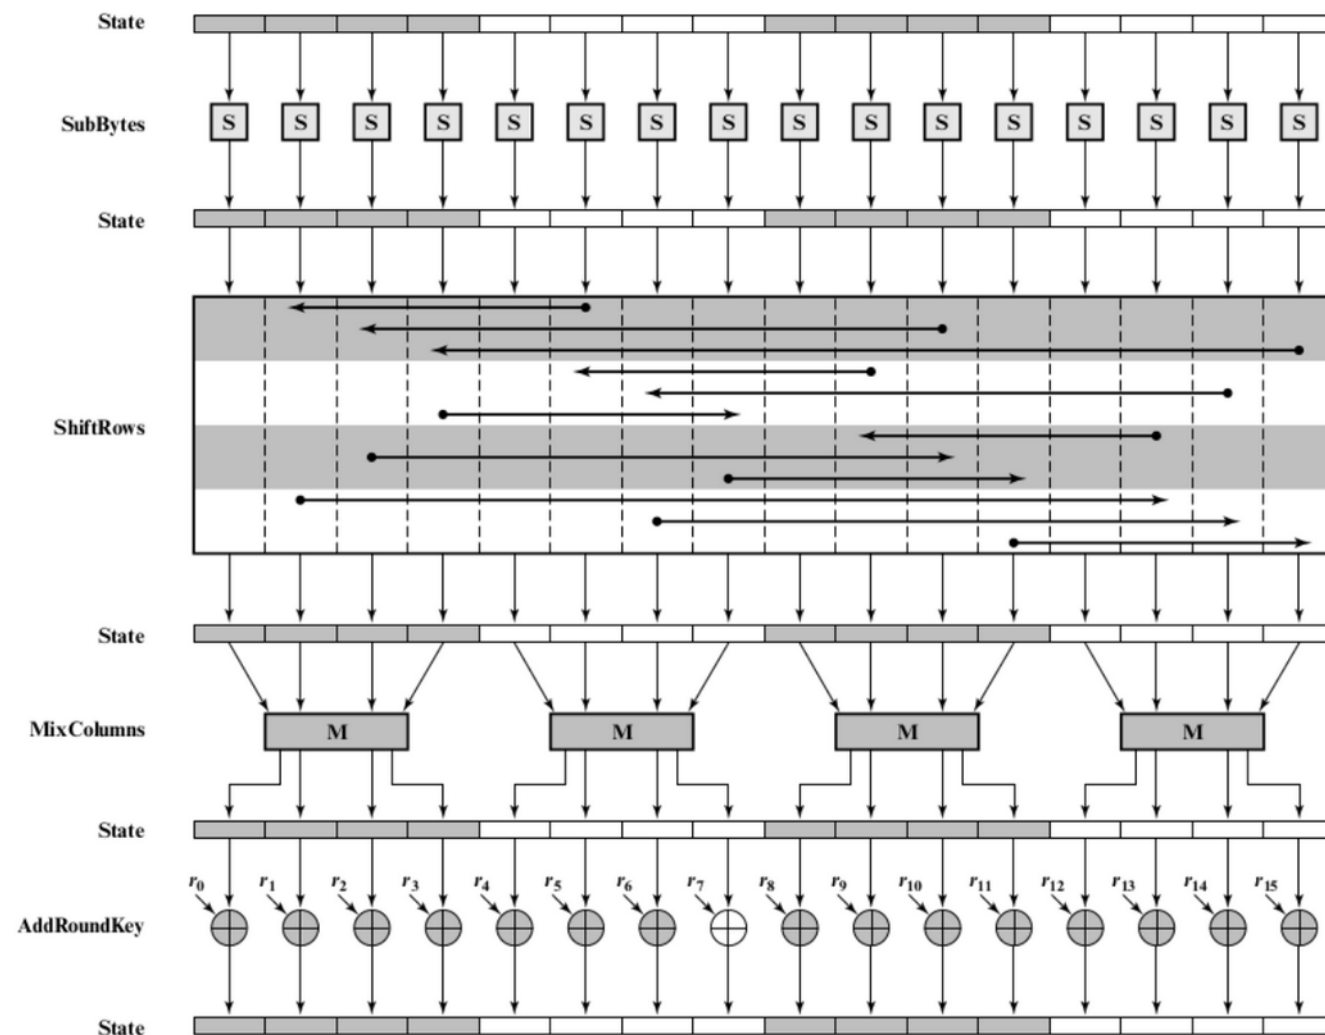 State
SubBytes S S S S S S S S S S S S S S S S
State
ShiftRows
State
MixColumns M M M M
State
r0 r1 r2 r3 r4 r5 r6 r7 r8 r9 r10 r11 r12 r13 r14 r15
AddRoundKey
State